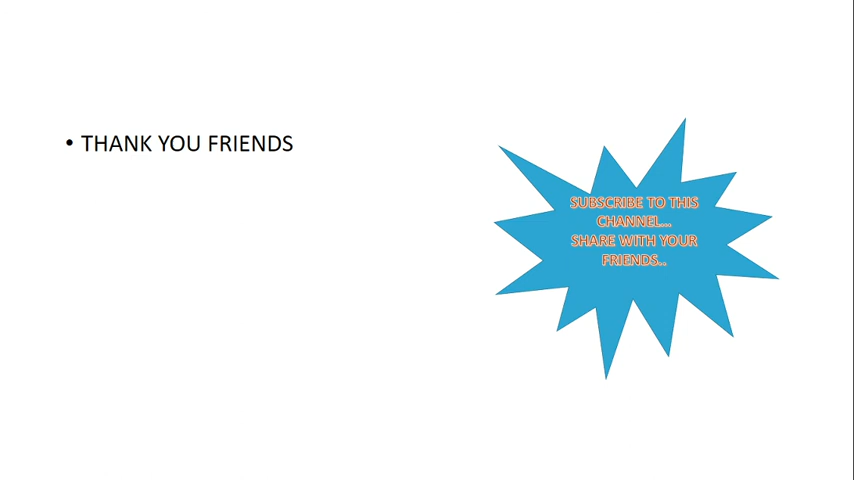 • THANK YOU FRIENDS
SUBSCRIBE TO THIS
CHANNEL...
SHARE WITH YOUR
FRIENDS..